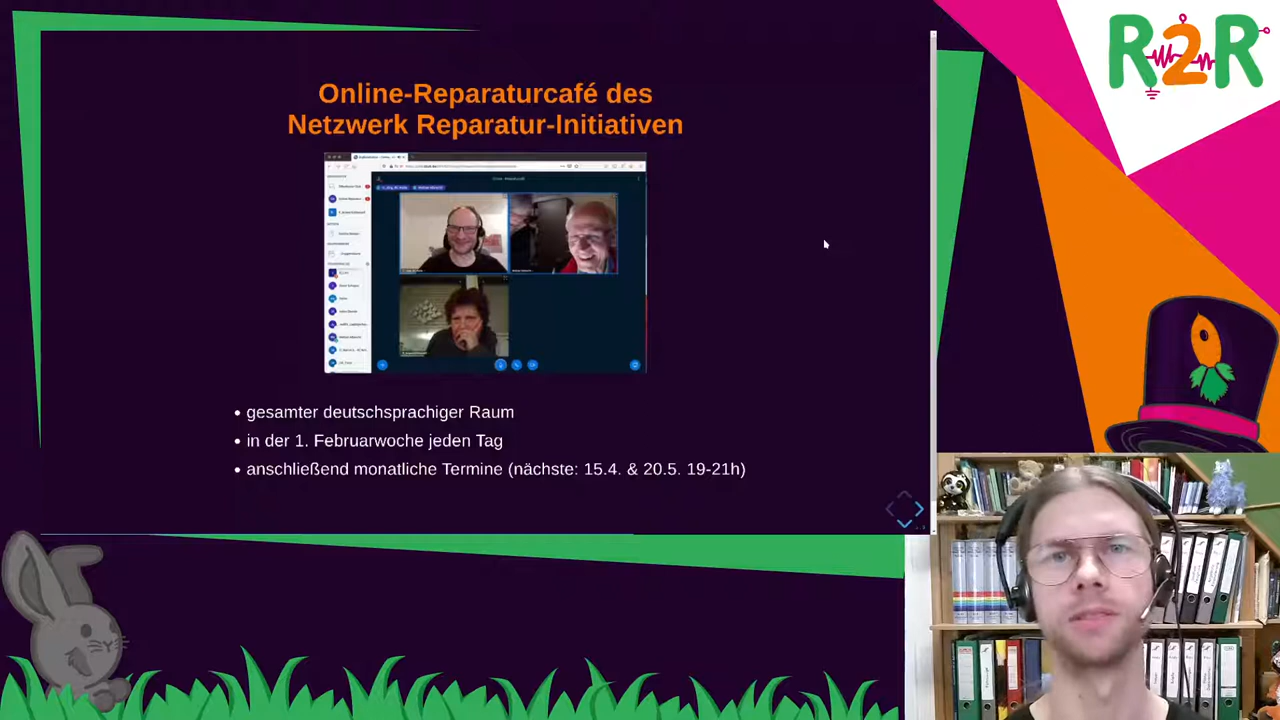 R2R
Online-Reparaturcafé des
Netzwerk Reparatur-Initiativen
gesamter deutschsprachiger Raum
in der 1. Februarwoche jeden Tag
anschließend monatliche Termine (nächste: 15.4. & 20.5. 19-21h)